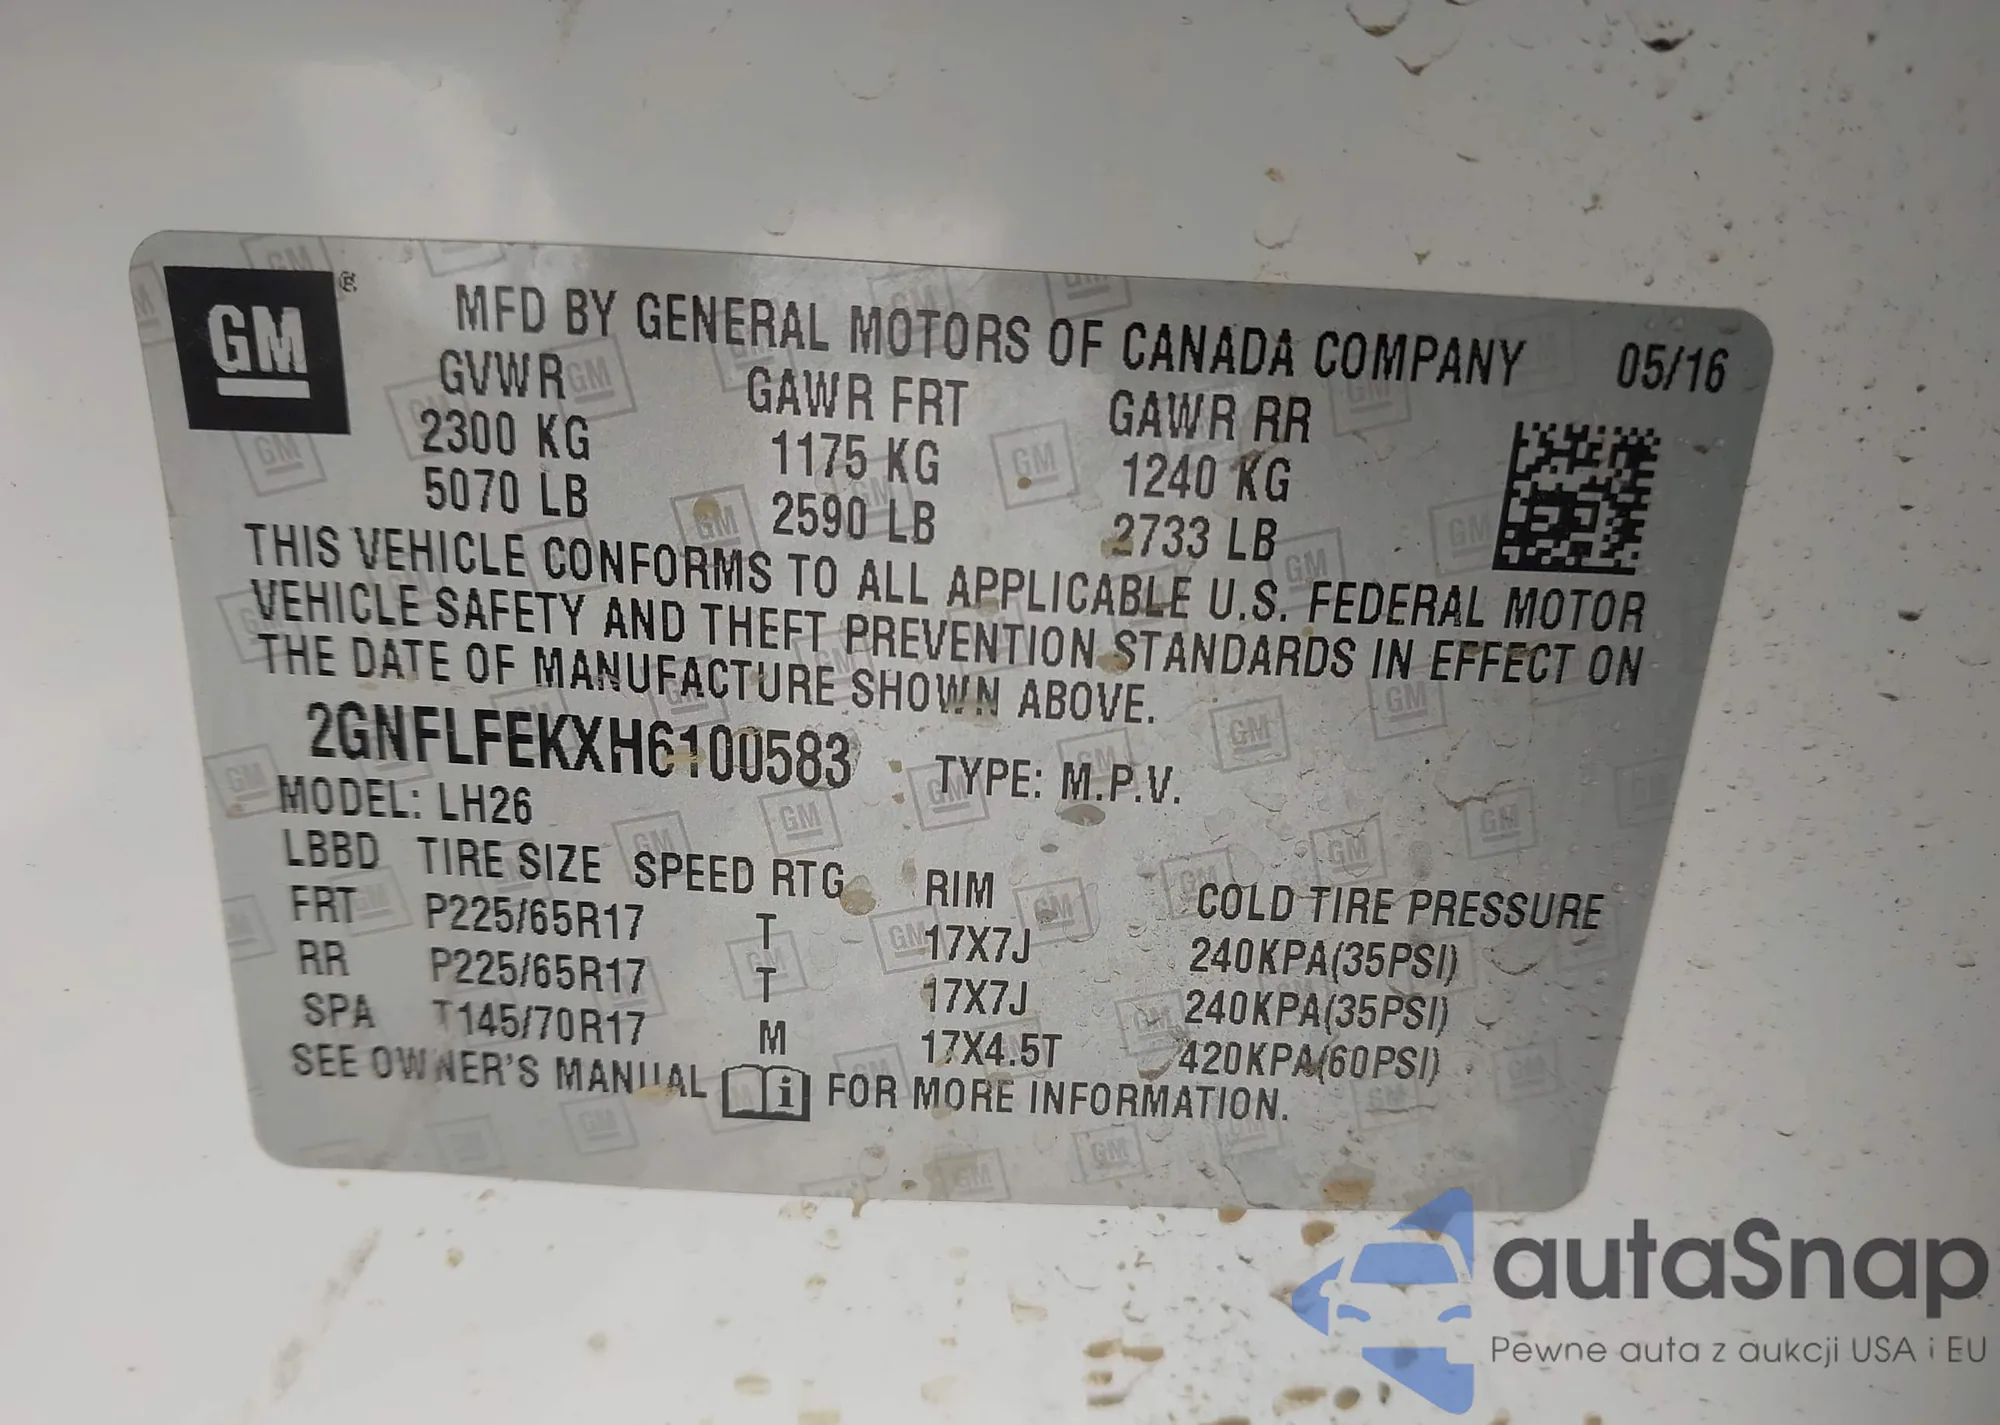 GM ®
MFD BY GENERAL MOTORS OF CANADA COMPANY 05/16
GVWR GAWR FRT GAWR RR
2300 KG 1175 KG 1240 KG
5070 LB 2590 LB 2733 LB
THIS VEHICLE CONFORMS TO ALL APPLICABLE U.S. FEDERAL MOTOR
VEHICLE SAFETY AND THEFT PREVENTION STANDARDS IN EFFECT ON
THE DATE OF MANUFACTURE SHOWN ABOVE.
2GNFLFEKXH6100583 TYPE: M.P.V.
MODEL: LH26
LBBD TIRE SIZE SPEED RTG RIM COLD TIRE PRESSURE
FRT P225/65R17 T 17X7J 240KPA(35PSI)
RR P225/65R17 T 17X7J 240KPA(35PSI)
SPA T145/70R17 M 17X4.5T 420KPA(60PSI)
SEE OWNER'S MANUAL i FOR MORE INFORMATION.
autaSnap
Pewne auta z aukcji USA i EU